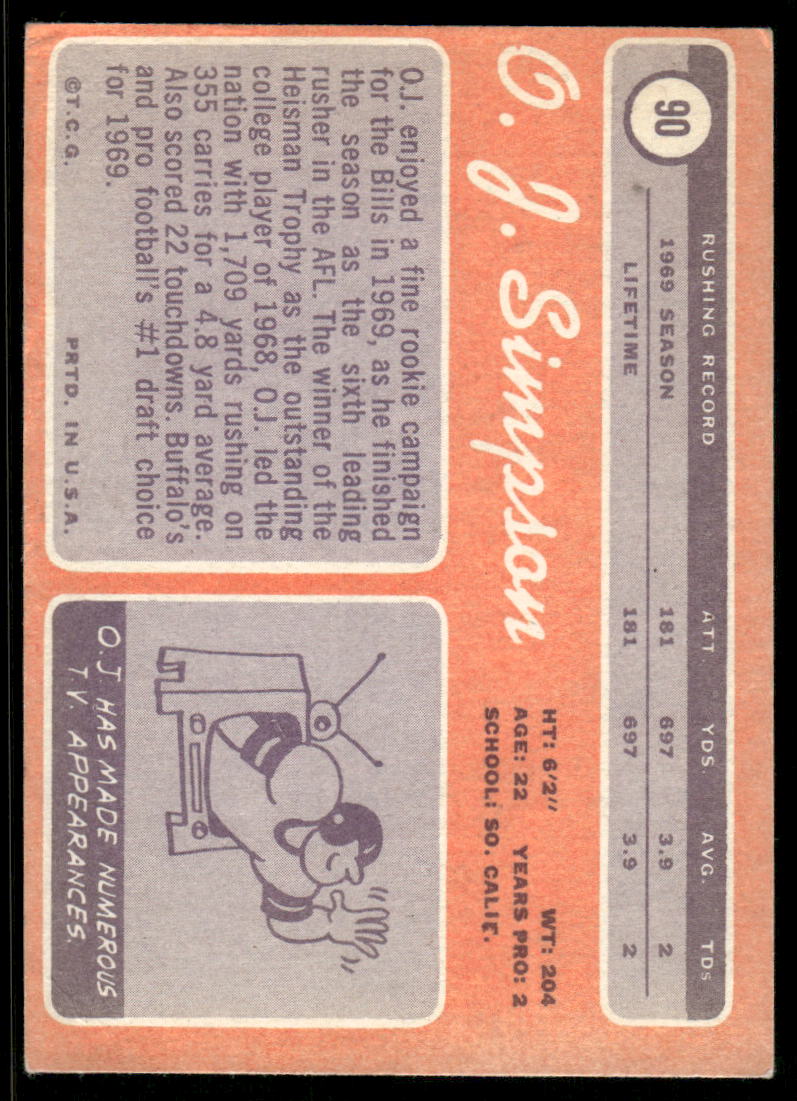 90
RUSHING RECORD ATT. YDS. AVG. TDs
1969 SEASON 181 697 3.9 2
LIFETIME 181 697 3.9 2
O. J. Simpson
HT: 6'2" WT: 204
AGE: 22 YEARS PRO: 2
SCHOOL: SO. CALIF.
O.J. enjoyed a fine rookie campaign
for the Bills in 1969, as he finished
the season as the sixth leading
rusher in the AFL. The winner of the
Heisman Trophy as the outstanding
college player of 1968, O.J. led the
nation with 1,709 yards rushing on
355 carries for a 4.8 yard average.
Also scored 22 touchdowns. Buffalo's
and pro football's #1 draft choice
for 1969.
©T.C.G. PRTD. IN U.S.A.
O.J HAS MADE NUMEROUS
T.V. APPEARANCES.